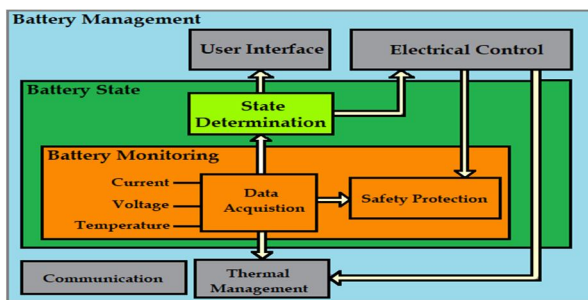 Battery Management
User Interface
Electrical Control
Battery State
State
Determination
Battery Monitoring
Current
Voltage
Temperature
Data
Acquistion
Safety Protection
Communication
Thermal
Management